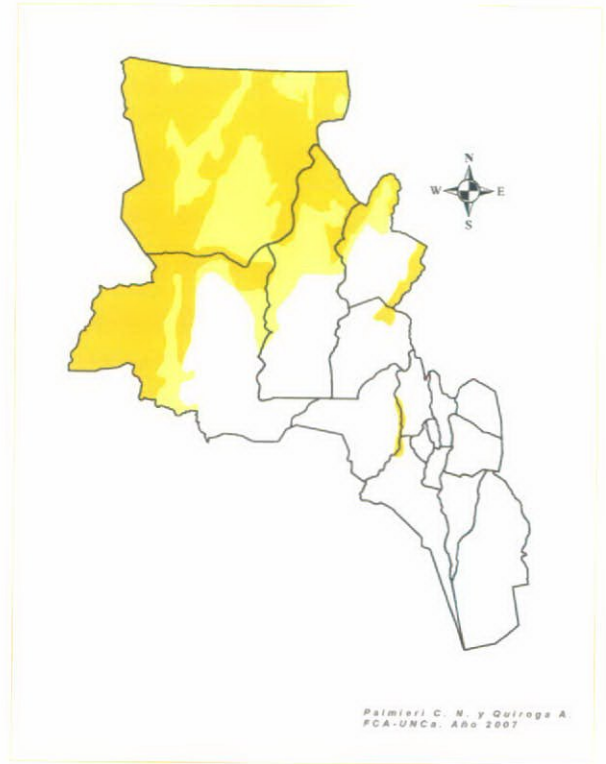 N
W E
S
Palmieri C. N. y Quiroga A.
FCA-UNCa. Año 2007